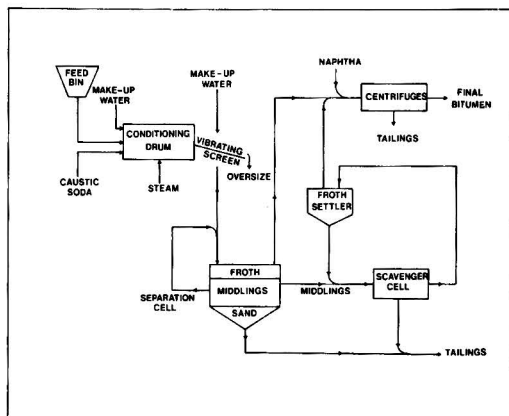 NAPHTHA
FEED
BIN
MAKE-UP
WATER
MAKE-UP
WATER
CENTRIFUGES
FINAL
BITUMEN
CONDITIONING
DRUM
VIBRATING
SCREEN
TAILINGS
OVERSIZE
CAUSTIC
SODA
STEAM
FROTH
SETTLER
FROTH
MIDDLINGS
SAND
SEPARATION
CELL
MIDDLINGS
SCAVENGER
CELL
TAILINGS